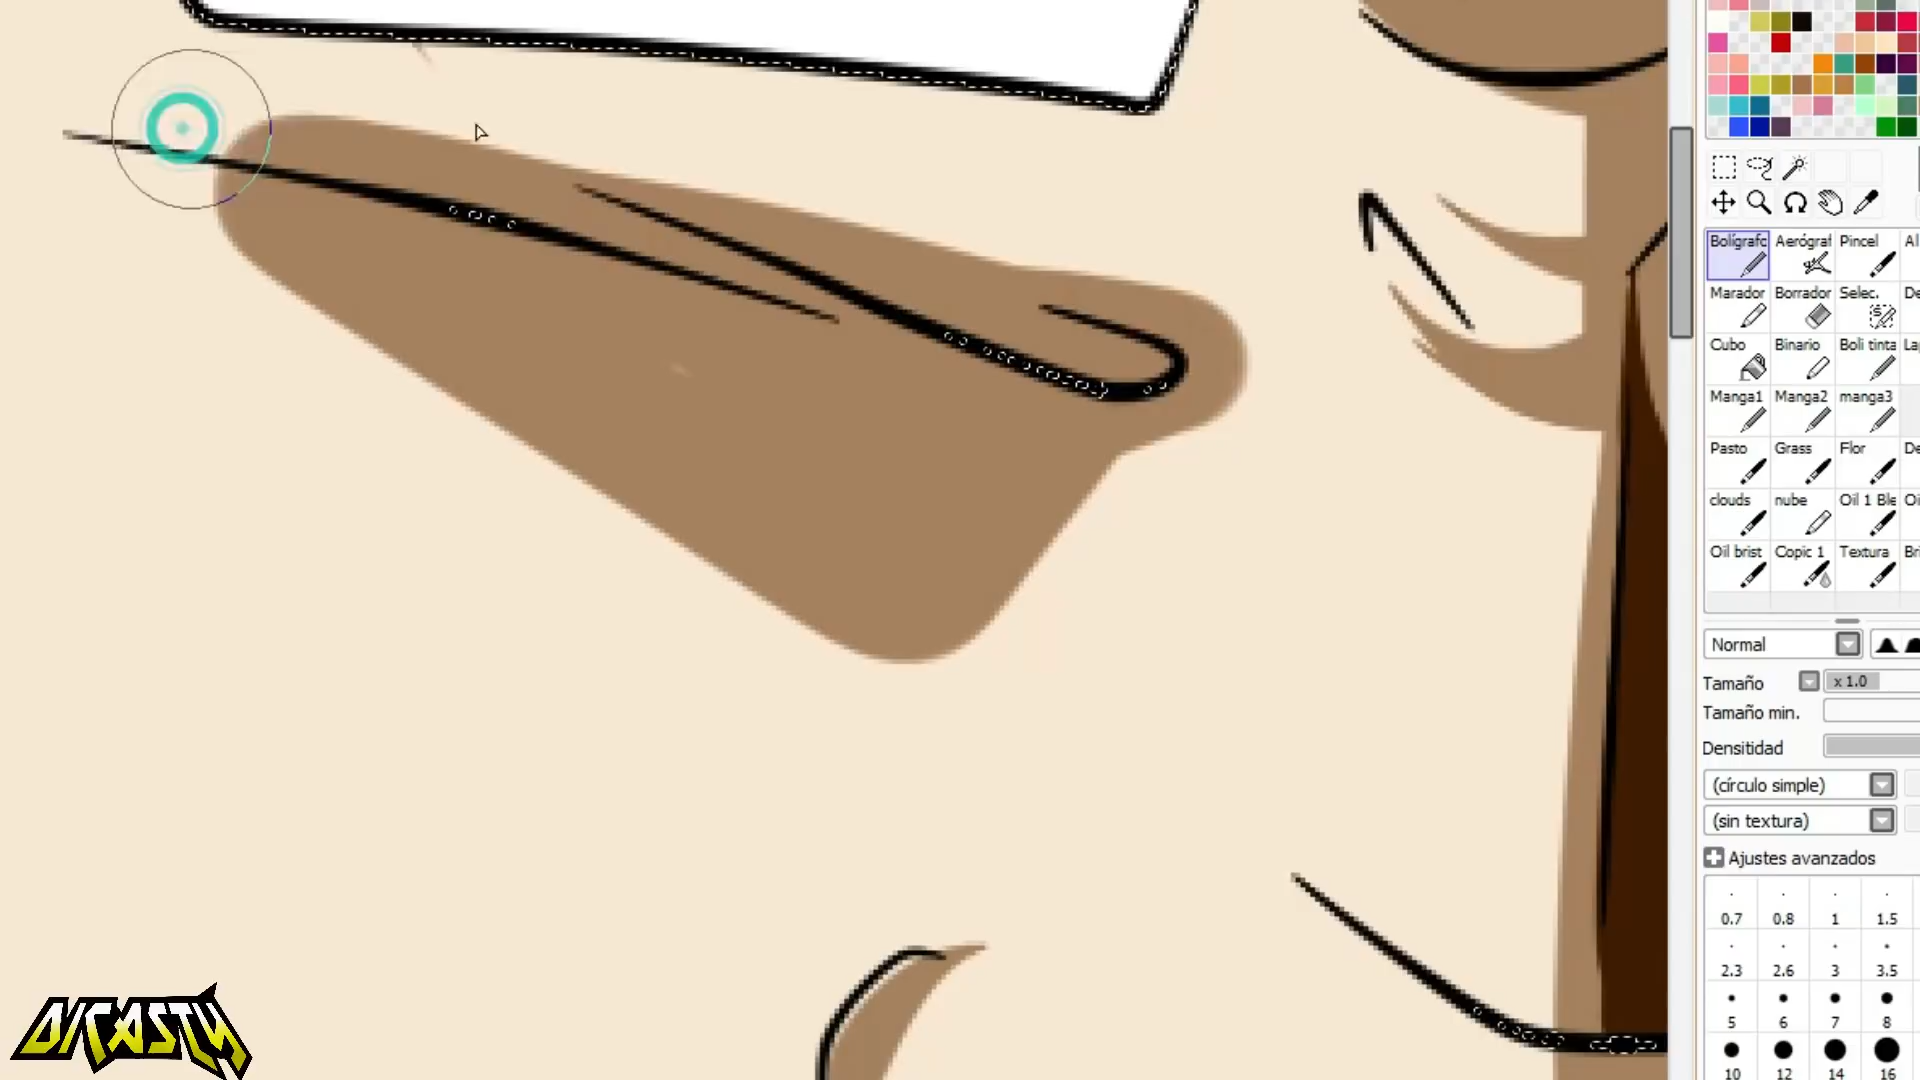 Bolígrafo Aerógraf Pincel Al
Marador Borrador Selec. De
Cubo Binario Boli tinta La
Manga1 Manga2 manga3
Pasto Grass Flor De
clouds nube Oil 1 Ble Oi
Oil brist Copic 1 Textura Bri
Normal
Tamaño x 1.0
Tamaño min.
Densitidad
(círculo simple)
(sin textura)
Ajustes avanzados
0.7 0.8 1 1.5
2.3 2.6 3 3.5
5 6 7 8
10 12 14 16
DICASTY